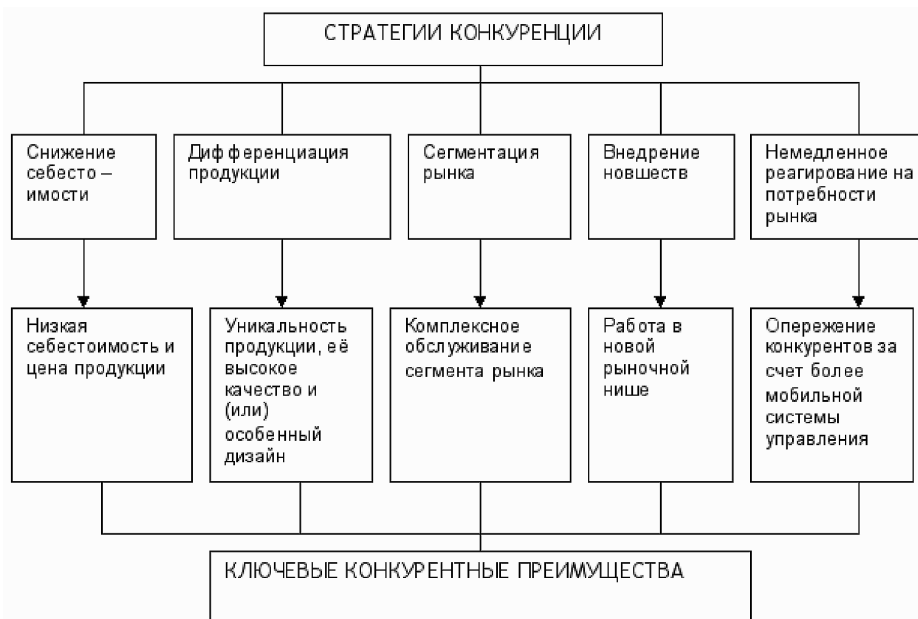 СТРАТЕГИИ КОНКУРЕНЦИИ
Снижение
себесто –
имости
Дифференциация
продукции
Сегментация
рынка
Внедрение
новшеств
Немедленное
реагирование на
потребности
рынка
Низкая
себестоимость и
цена продукции
Уникальность
продукции, её
высокое
качество и
(или)
особенный
дизайн
Комплексное
обслуживание
сегмента рынка
Работа в
новой
рыночной
нише
Опережение
конкурентов за
счет более
мобильной
системы
управления
КЛЮЧЕВЫЕ КОНКУРЕНТНЫЕ ПРЕИМУЩЕСТВА